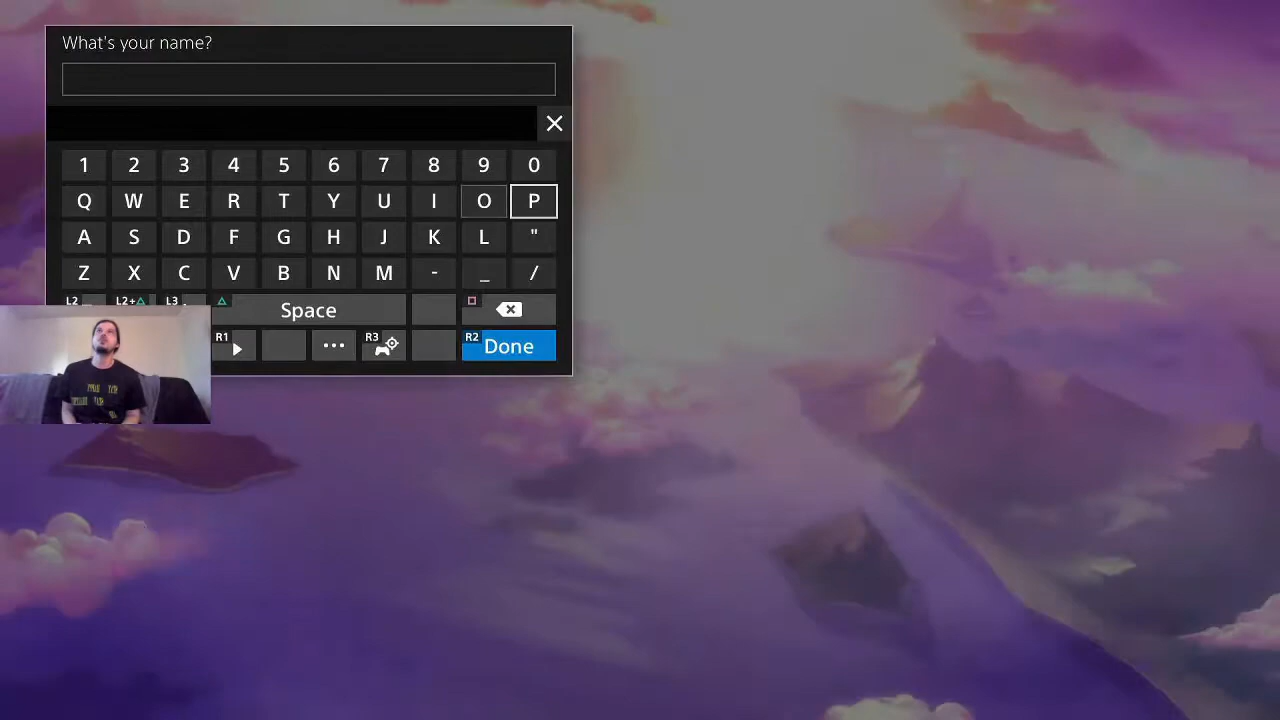 What's your name?
1 2 3 4 5 6 7 8 9 0
Q W E R T Y U I O P
A S D F G H J K L "
Z X C V B N M - _ /
L2 L2+△ L3 △ Space
R1 ... R3 R2 Done